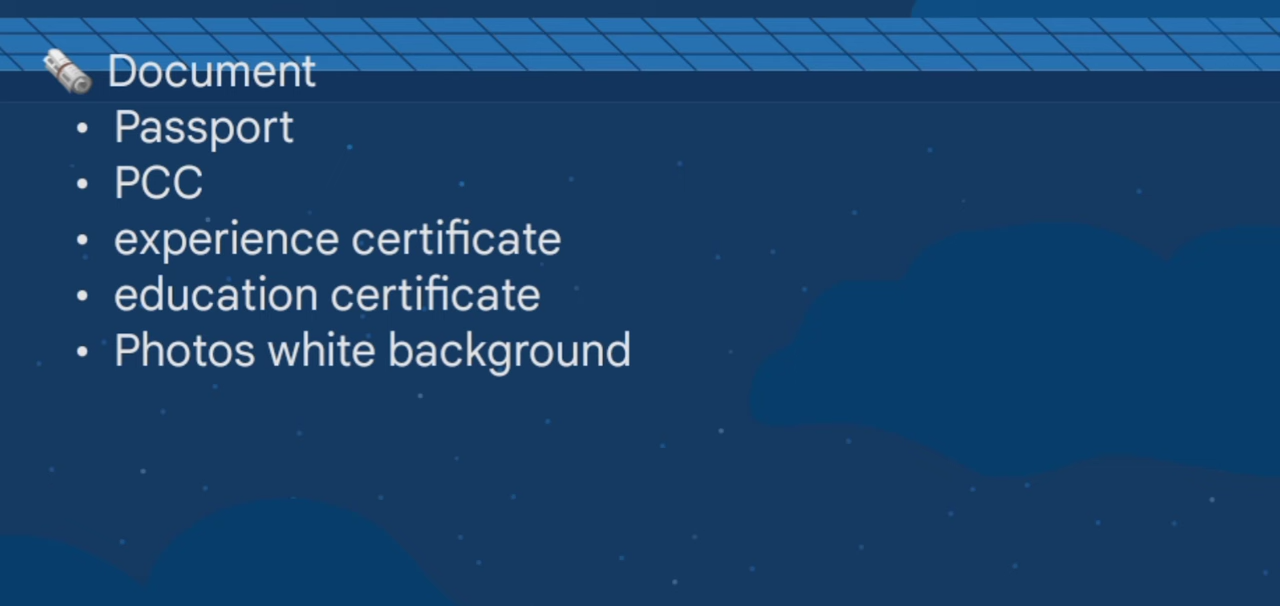 🗞️ Document
• Passport
• PCC
• experience certificate
• education certificate
• Photos white background